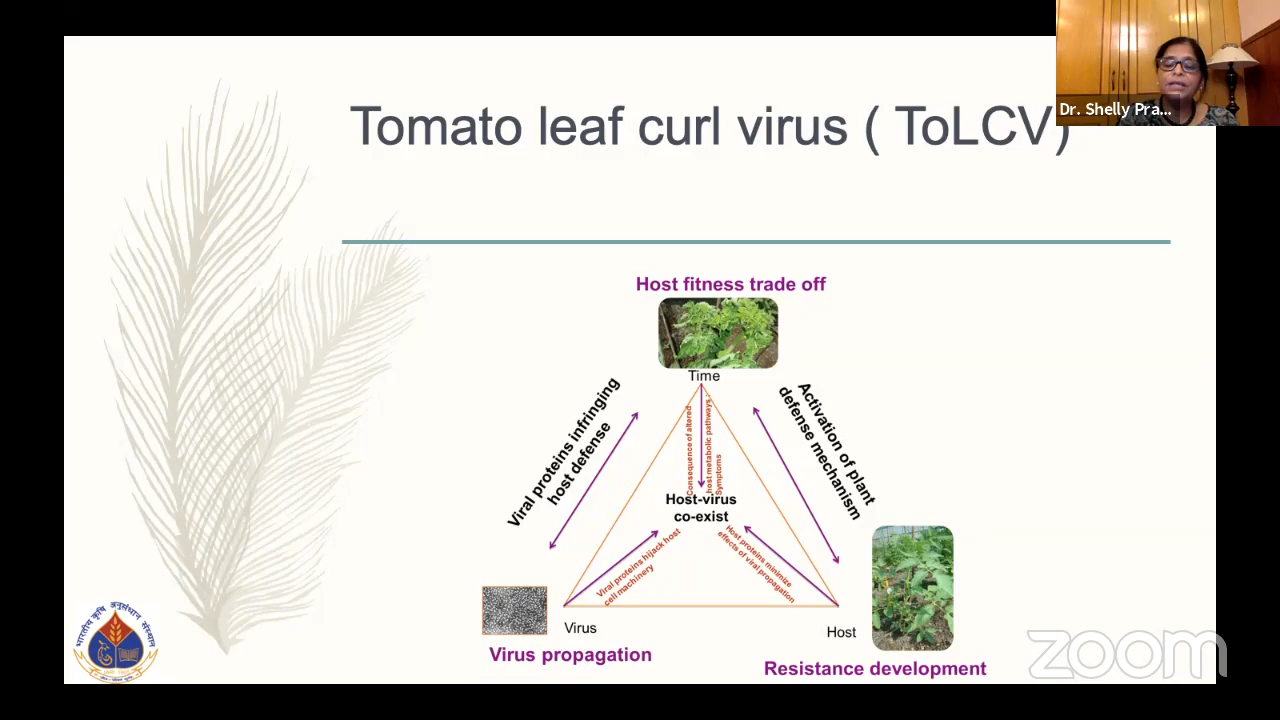 Dr. Shelly Pra...
Tomato leaf curl virus ( ToLCV)
Host fitness trade off
Time
Viral proteins infringing
host defense
Activation of plant
defense mechanism
Consequence of altered
host metabolic pathways :
Symptoms
Host-virus
co-exist
Viral proteins hijack host
cell machinery
Host proteins minimize
effects of viral propagation
Virus
Host
Virus propagation
Resistance development
भारतीय कृषि अनुसंधान संस्थान
zoom